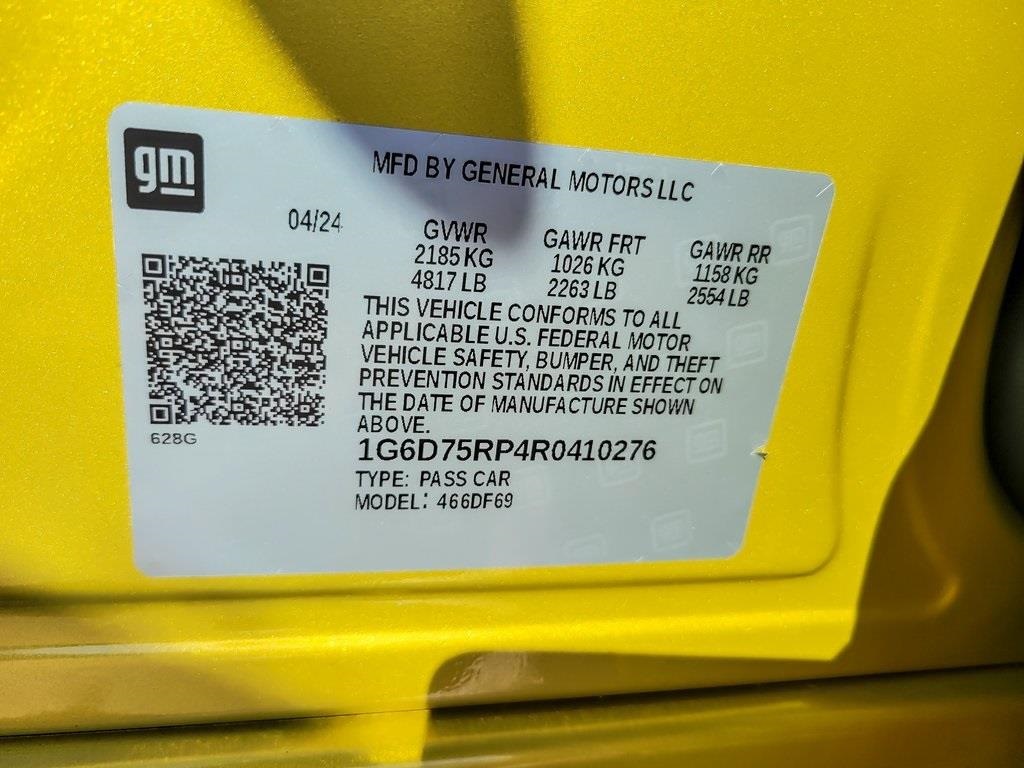 gm
MFD BY GENERAL MOTORS LLC
04/24
GVWR GAWR FRT GAWR RR
2185 KG 1026 KG 1158 KG
4817 LB 2263 LB 2554 LB
THIS VEHICLE CONFORMS TO ALL
APPLICABLE U.S. FEDERAL MOTOR
VEHICLE SAFETY, BUMPER, AND THEFT
PREVENTION STANDARDS IN EFFECT ON
THE DATE OF MANUFACTURE SHOWN
ABOVE.
628G
1G6D75RP4R0410276
TYPE: PASS CAR
MODEL: 466DF69